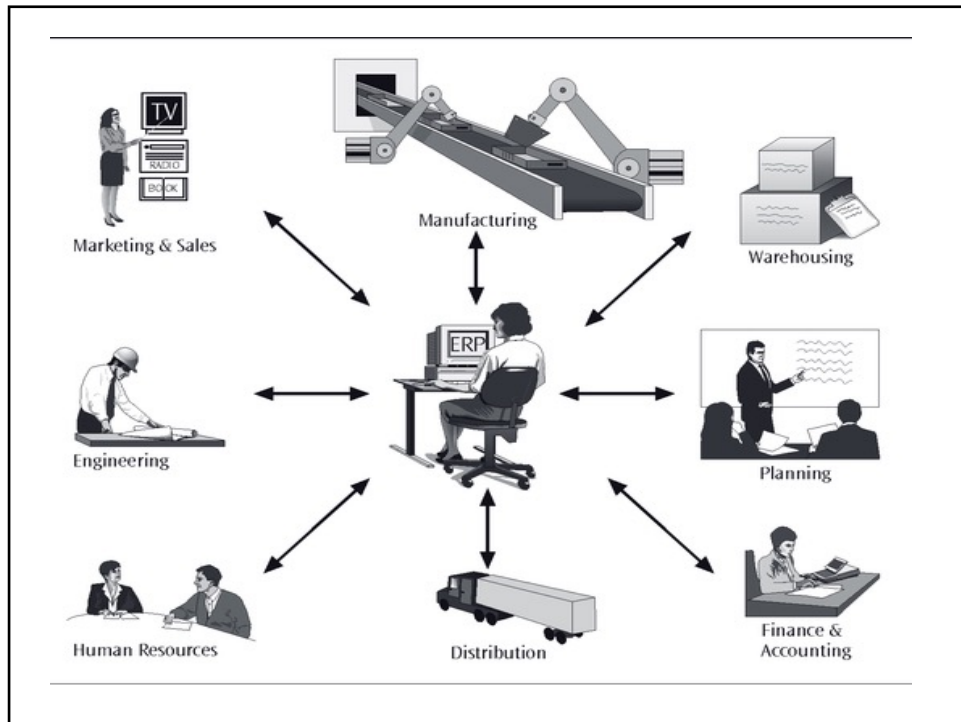 TV
RADIO
BOOK
Manufacturing
Marketing & Sales
Warehousing
ERP
Engineering
Planning
Human Resources
Distribution
Finance &
Accounting